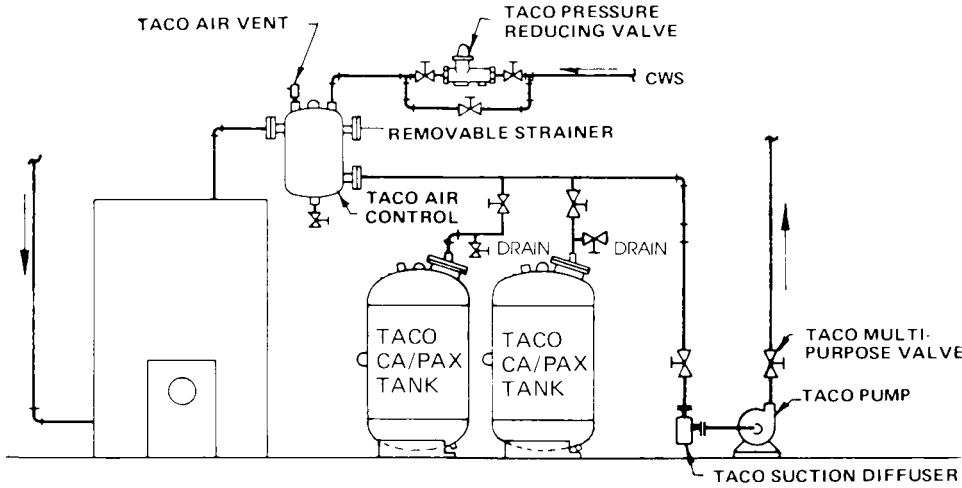 TACO AIR VENT
TACO PRESSURE
REDUCING VALVE
CWS
REMOVABLE STRAINER
TACO AIR
CONTROL
DRAIN
DRAIN
TACO
CA/PAX
TANK
TACO
CA/PAX
TANK
TACO MULTI-
PURPOSE VALVE
TACO PUMP
TACO SUCTION DIFFUSER